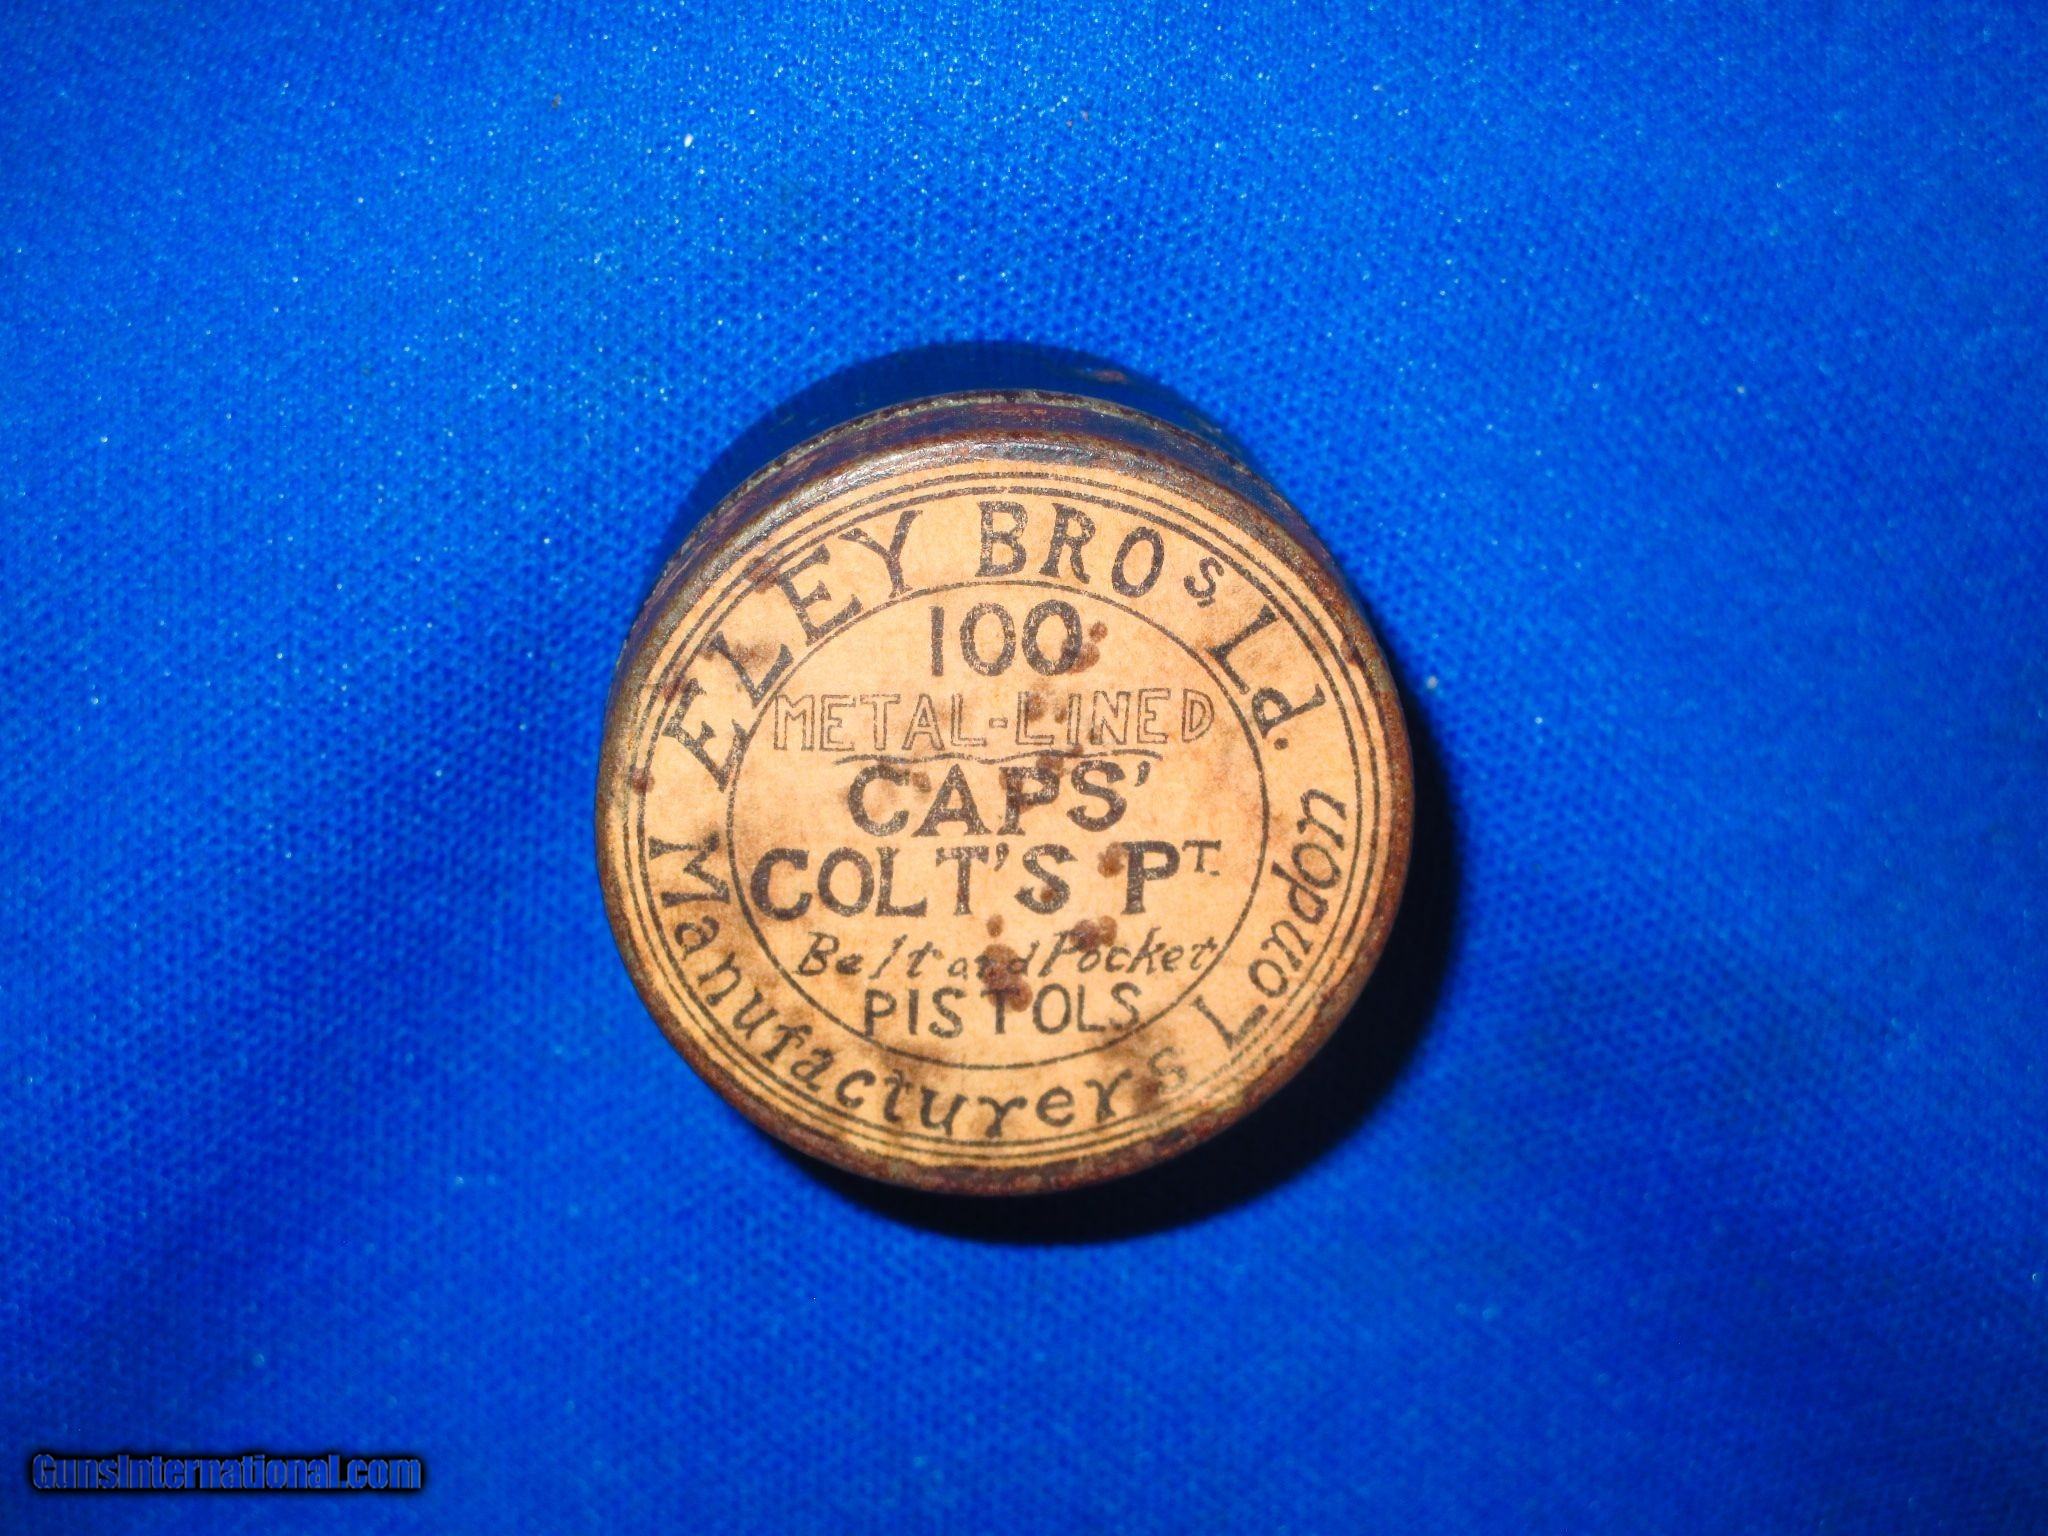 ELEY BROS, Ld.
100
METAL-LINED
CAPS'
COLT'S PT.
Belt and Pocket
PISTOLS
Manufacturers London
GunsInternational.com